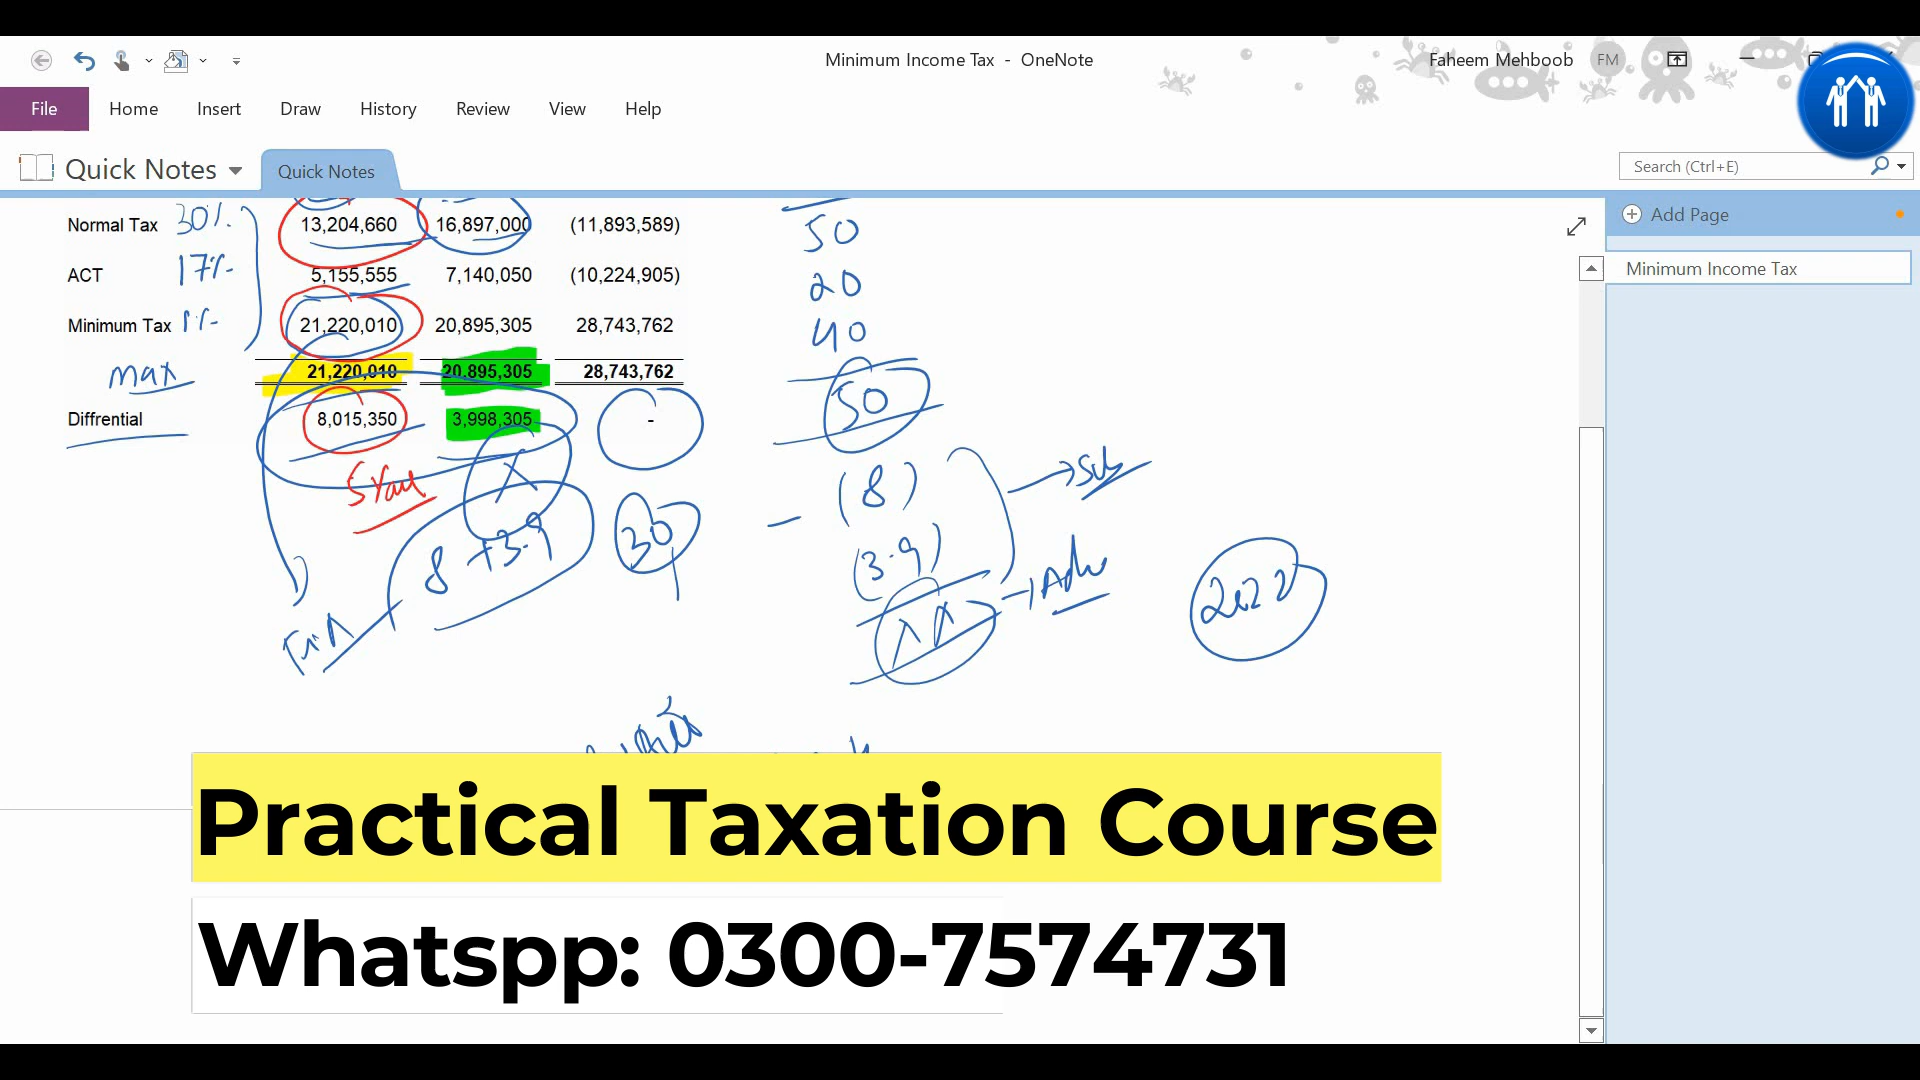 Minimum Income Tax - OneNote
Faheem Mehboob FM
File Home Insert Draw History Review View Help
Quick Notes Quick Notes
Search (Ctrl+E)
Add Page
Minimum Income Tax
Normal Tax 30% 13,204,660 16,897,000 (11,893,589) 50
ACT 17% 5,155,555 7,140,050 (10,224,905) 20
Minimum Tax 1% 21,220,010 20,895,305 28,743,762 40
max 21,220,010 20,895,305 28,743,762
Diffrential 8,015,350 3,998,305 - 50
5 Year
(8)
8 + 3.9 30 (3.9)
2022
Practical Taxation Course
Whatspp: 0300-7574731